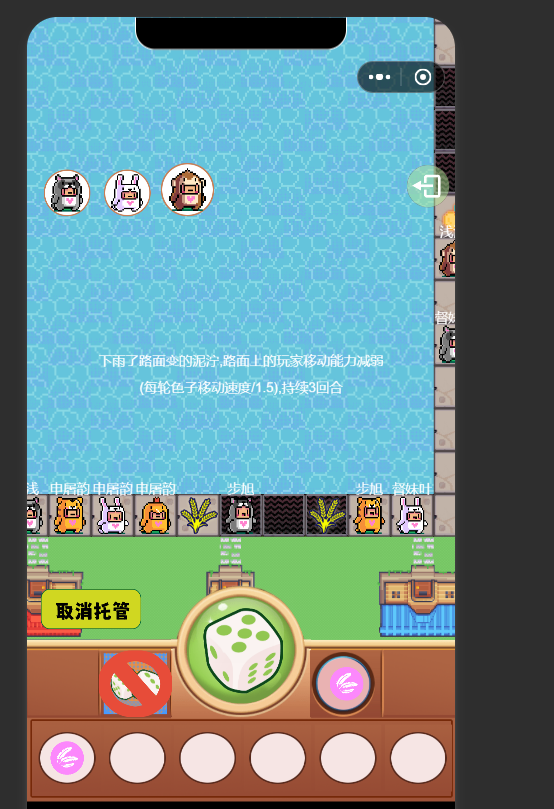 浅
督妹
下雨了路面变的泥泞,路面上的玩家移动能力减弱
(每轮色子移动速度/1.5),持续3回合
浅 申屠韵 申屠韵 申屠韵 步旭 步旭 督妹叶
取消托管